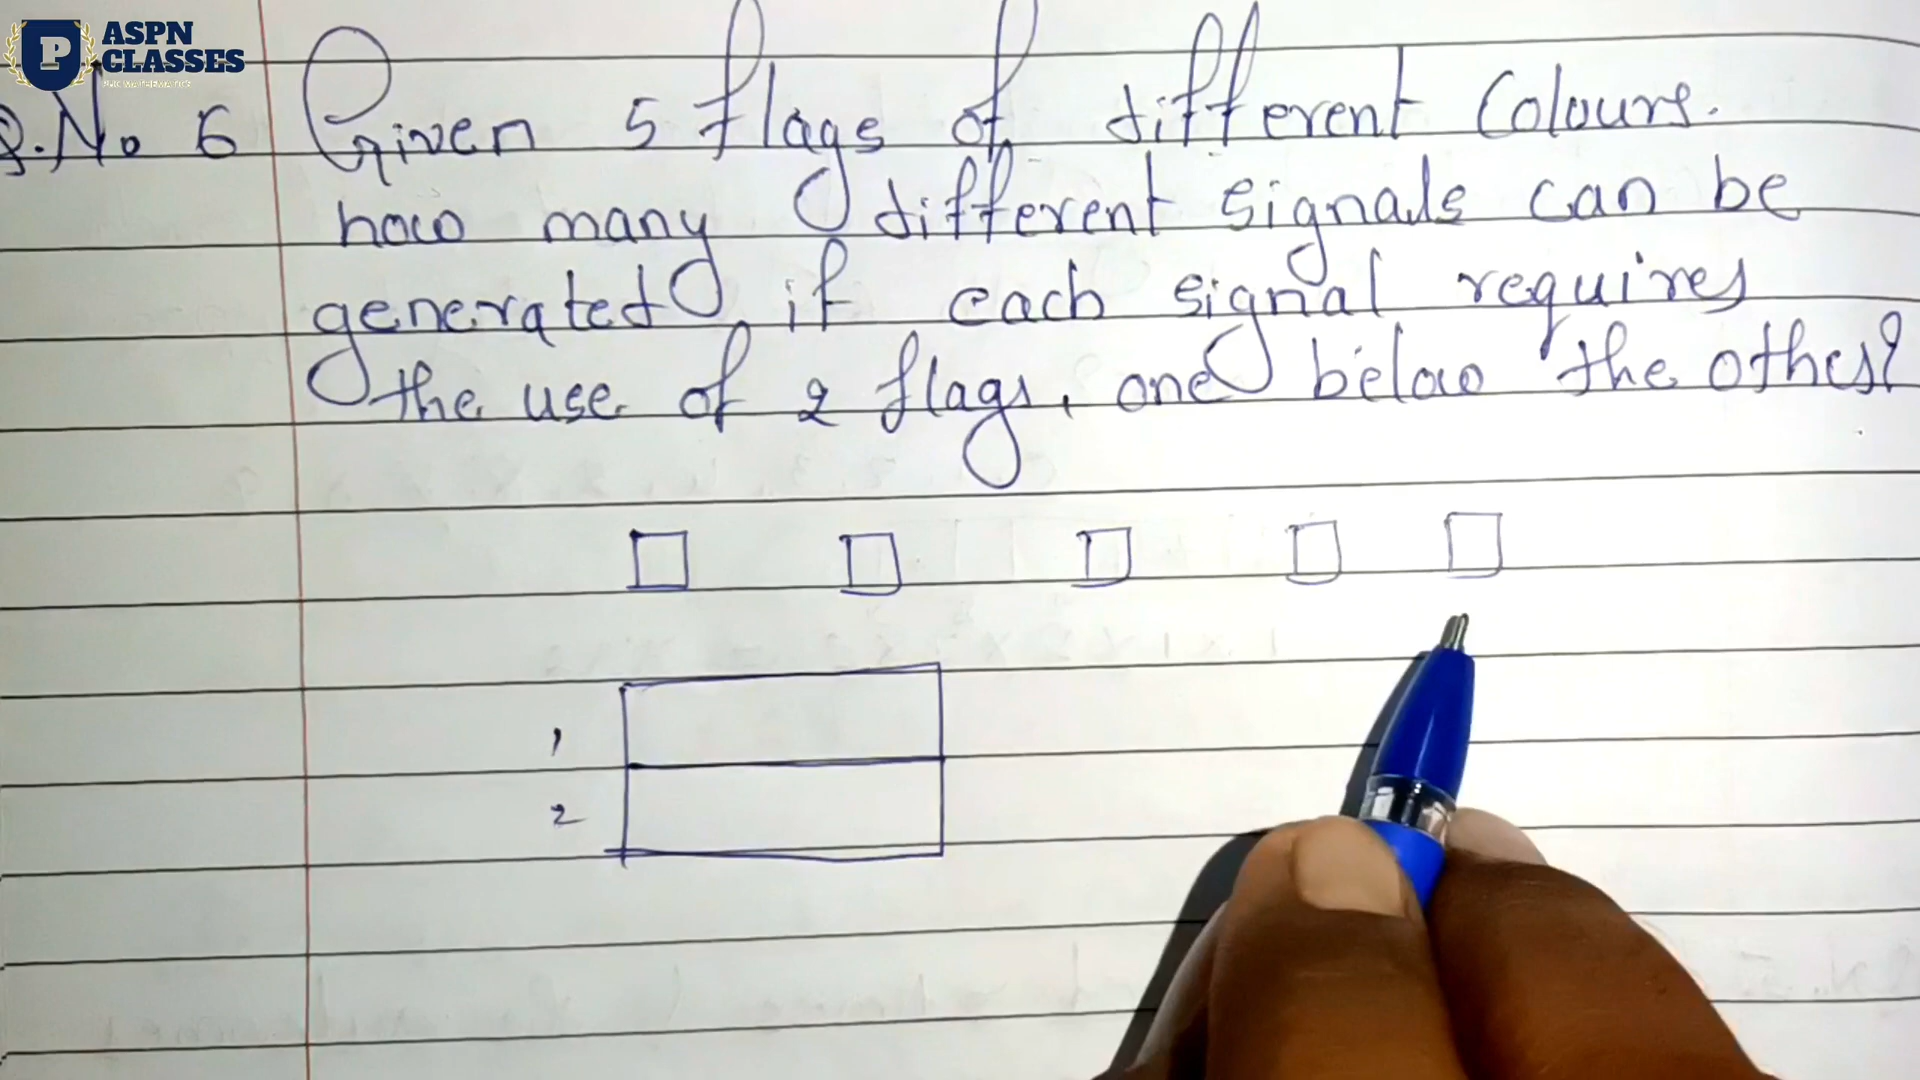 ASPN
CLASSES
Q.No 6 Given 5 flags of different Colours.
how many different signals can be
generated if each signal requires
the use of 2 flags, one below the other?
1
2